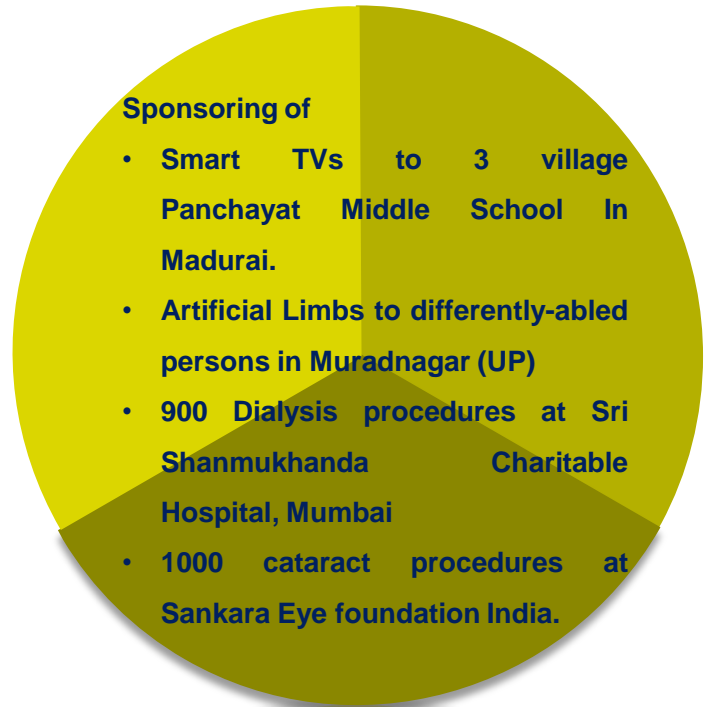 Sponsoring of
• Smart TVs to 3 village
Panchayat Middle School In
Madurai.
• Artificial Limbs to differently-abled
persons in Muradnagar (UP)
• 900 Dialysis procedures at Sri
Shanmukhanda Charitable
Hospital, Mumbai
• 1000 cataract procedures at
Sankara Eye foundation India.